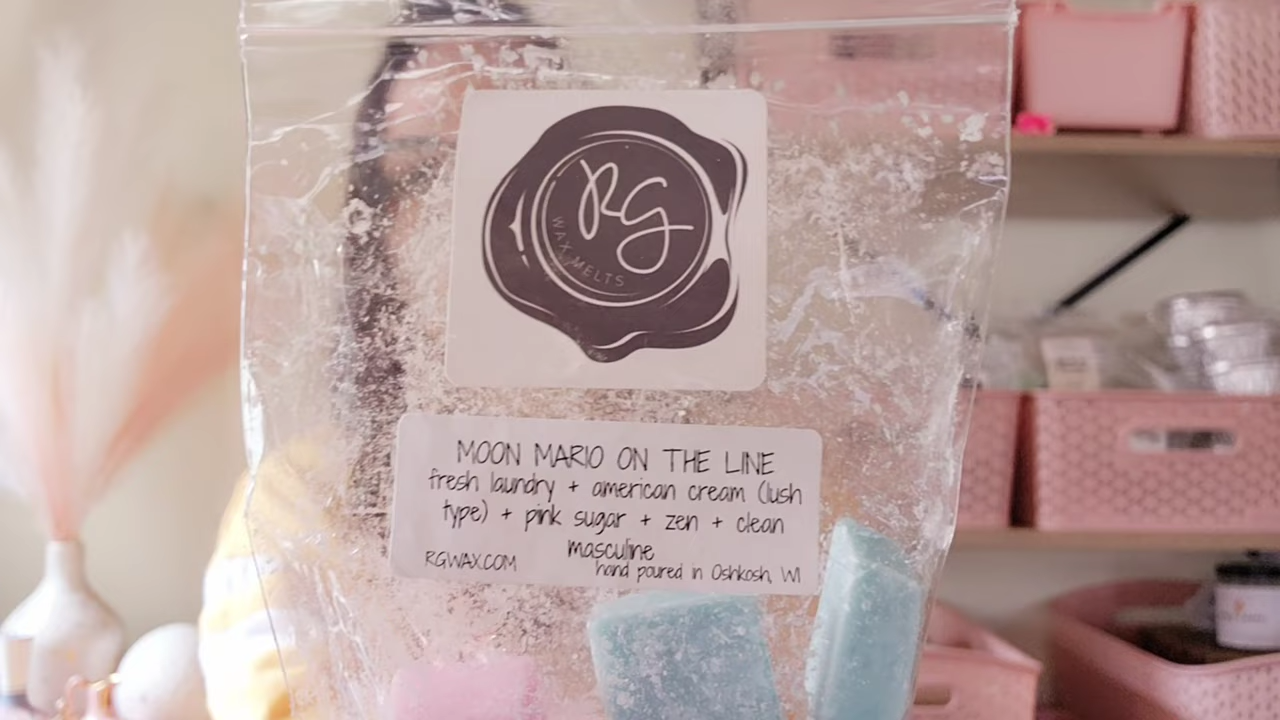 RG
WAX MELTS
MOON MARIO ON THE LINE
fresh laundry + american cream (lush
type) + pink sugar + zen + clean
masculine
RGWAX.COM
hand poured in Oshkosh, WI